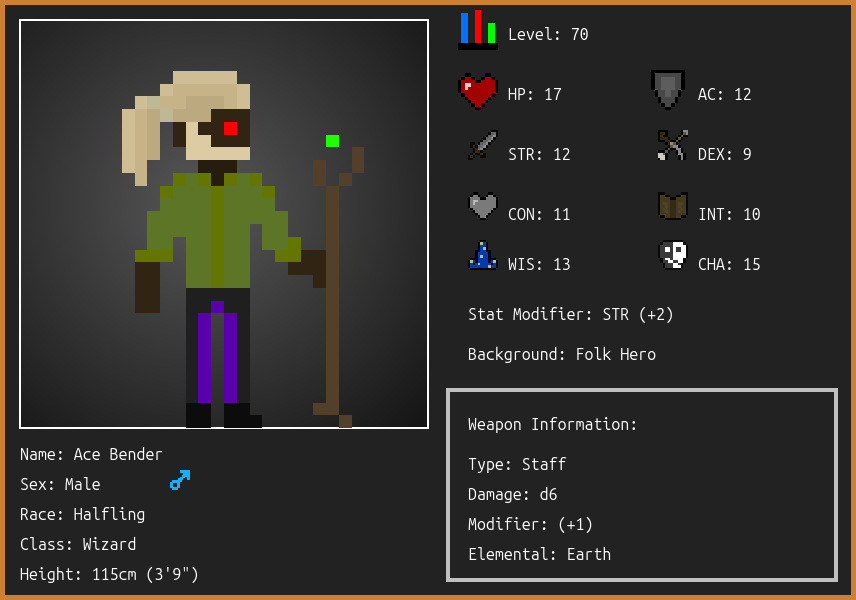 Level: 70
HP: 17
AC: 12
STR: 12
DEX: 9
CON: 11
INT: 10
WIS: 13
CHA: 15
Stat Modifier: STR (+2)
Background: Folk Hero
Weapon Information:
Type: Staff
Damage: d6
Modifier: (+1)
Elemental: Earth
Name: Ace Bender
Sex: Male
Race: Halfling
Class: Wizard
Height: 115cm (3'9")